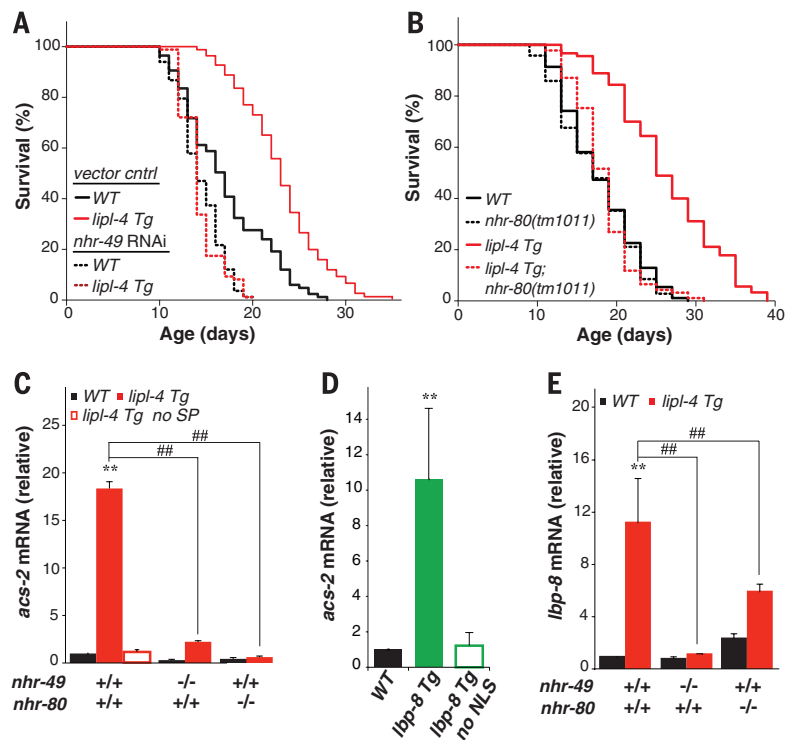 A
100
80
60
40
20
0
Survival (%)
vector cntrl
WT
lipl-4 Tg
nhr-49 RNAi
WT
lipl-4 Tg
0
10
20
30
Age (days)
B
100
80
60
40
20
0
Survival (%)
WT
nhr-80(tm1011)
lipl-4 Tg
lipl-4 Tg;
nhr-80(tm1011)
0
10
20
30
40
Age (days)
C
WT lipl-4 Tg
lipl-4 Tg no SP
25
20
15
10
5
0
acs-2 mRNA (relative)
**
##
##
nhr-49 +/+ -/- +/+
nhr-80 +/+ +/+ -/-
D
16
14
12
10
8
6
4
2
0
acs-2 mRNA (relative)
**
WT
lbp-8 Tg
lbp-8 Tg
no NLS
E
WT lipl-4 Tg
20
16
12
8
4
0
lbp-8 mRNA (relative)
**
##
##
nhr-49 +/+ -/- +/+
nhr-80 +/+ +/+ -/-